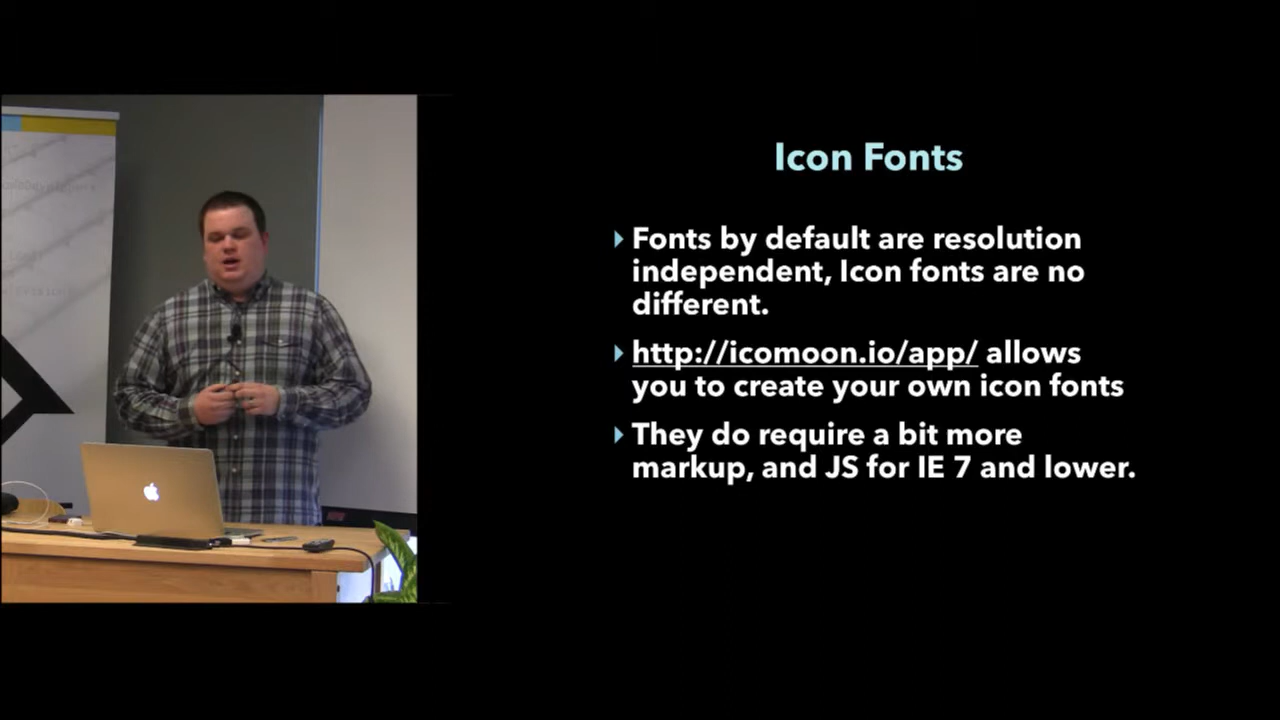 Icon Fonts
Fonts by default are resolution
independent, Icon fonts are no
different.
http://icomoon.io/app/ allows
you to create your own icon fonts
They do require a bit more
markup, and JS for IE 7 and lower.